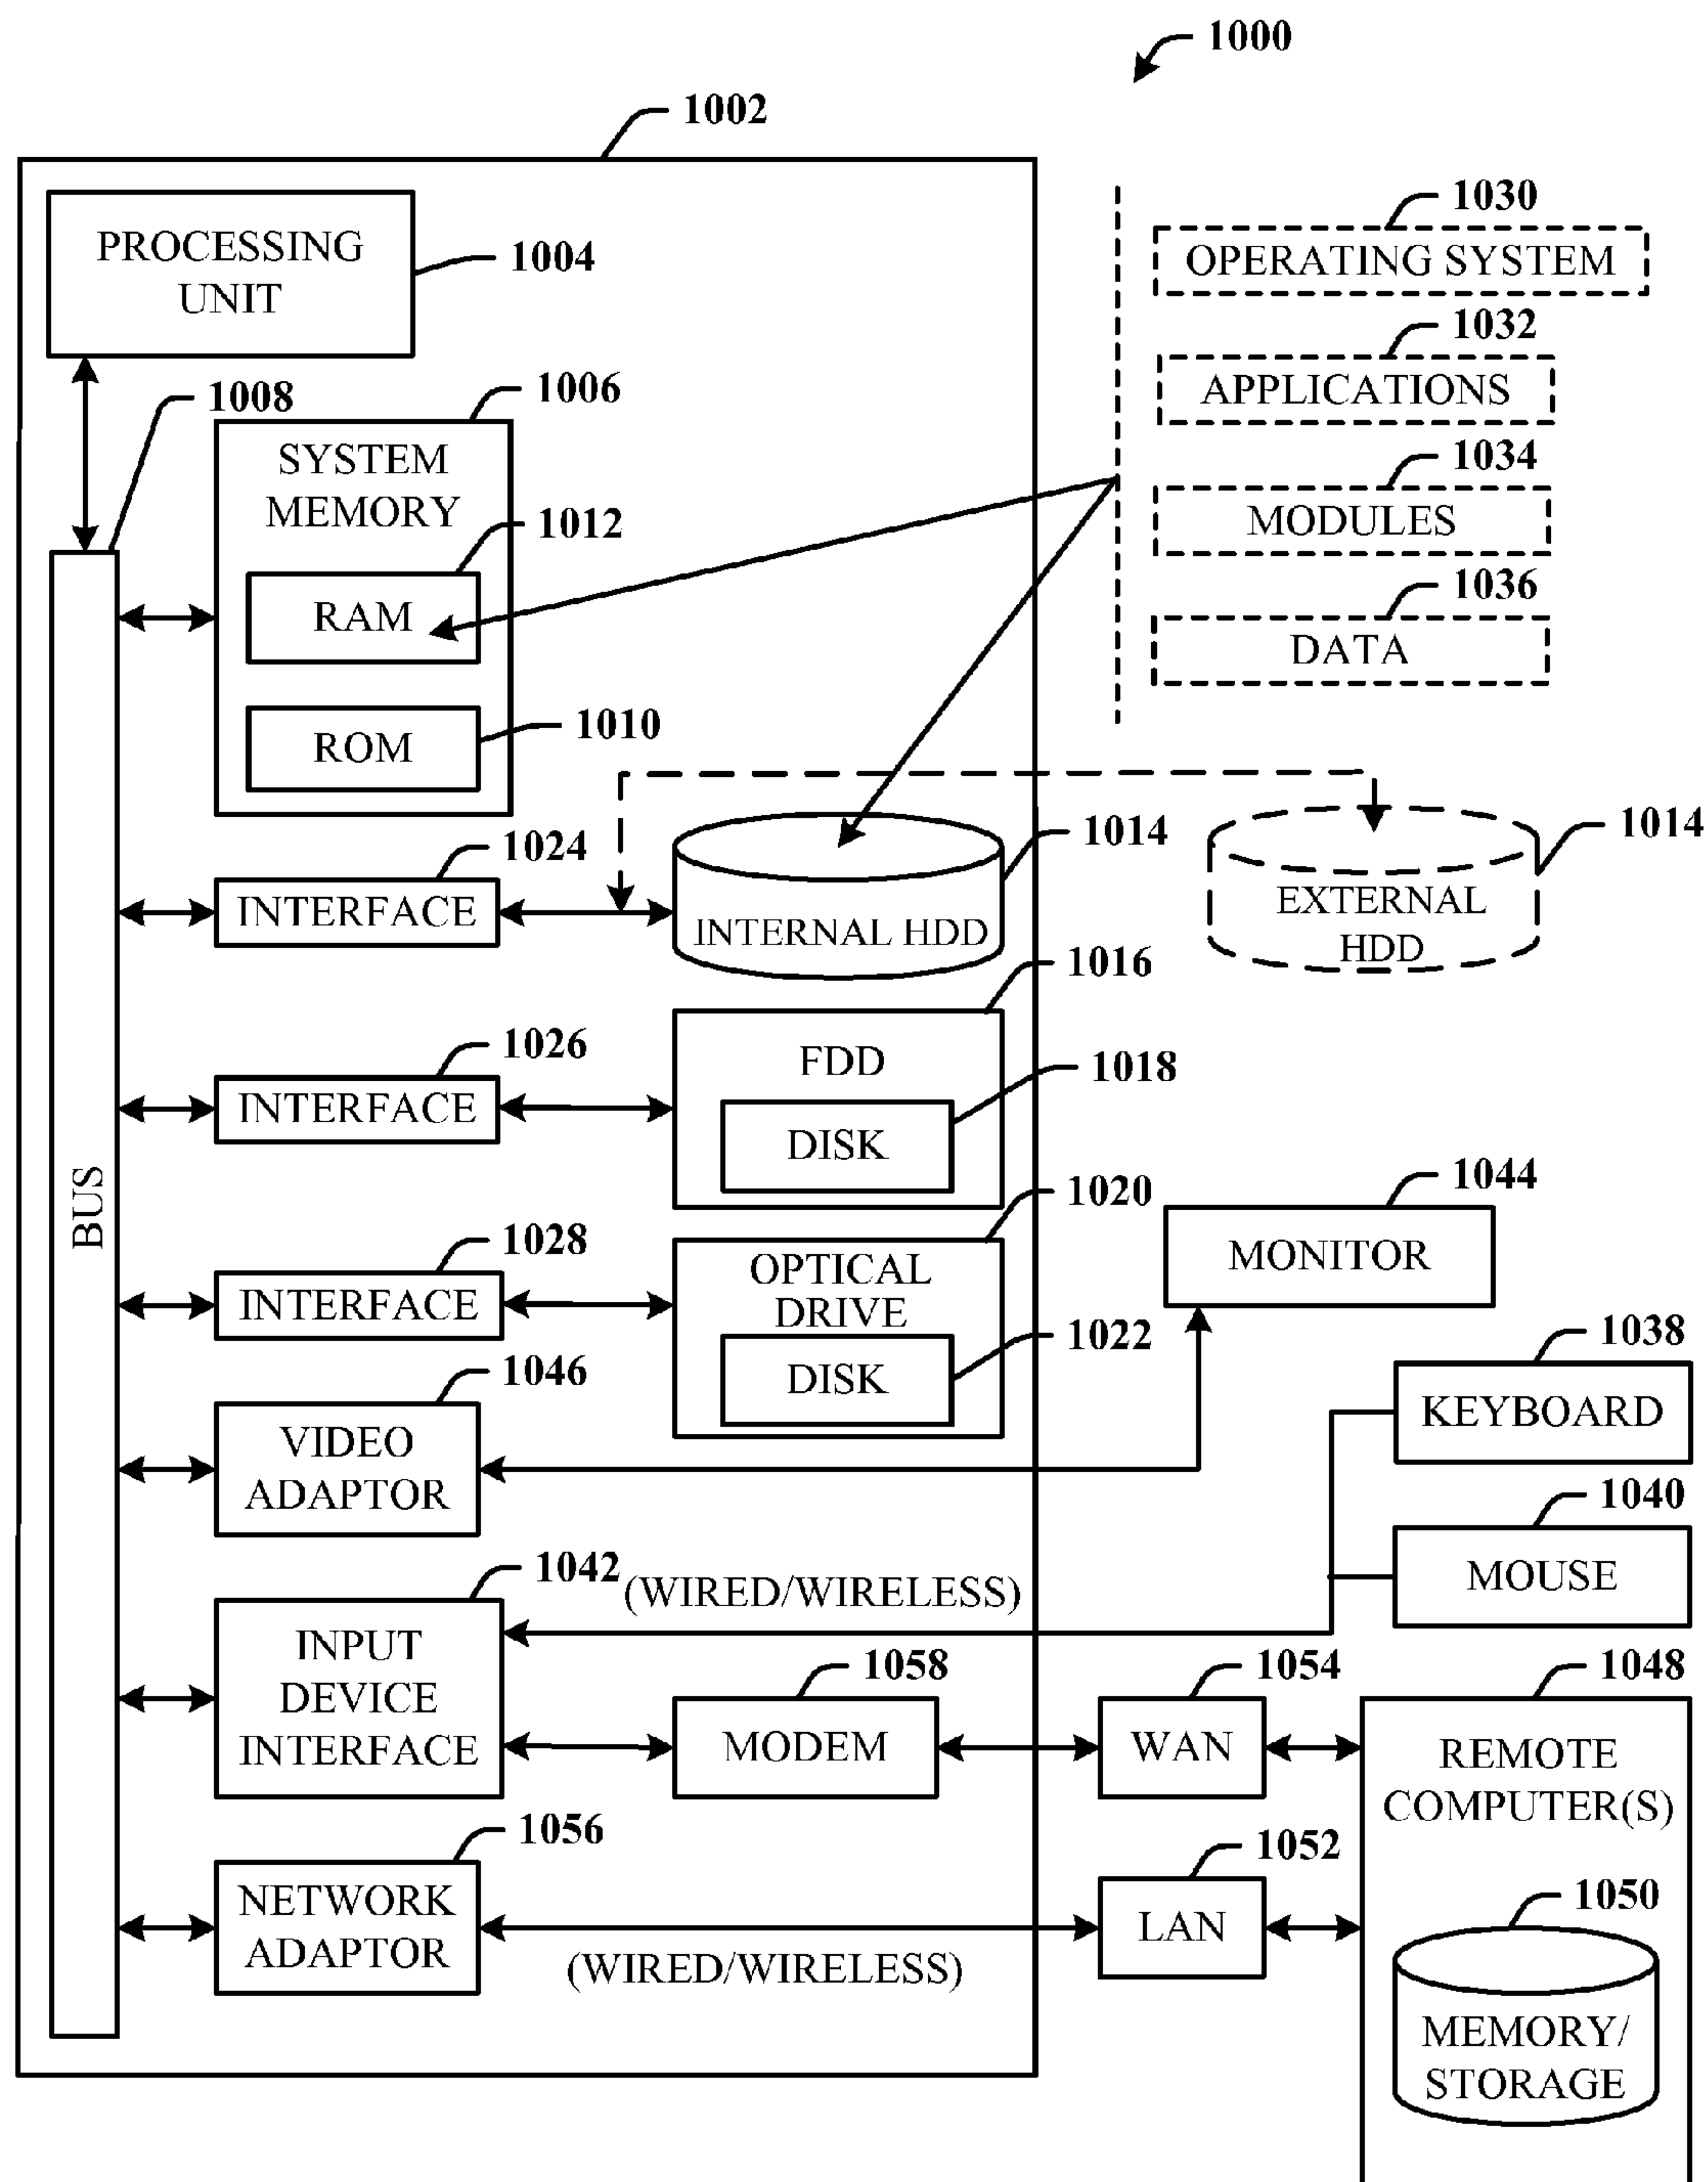 1000
1002
PROCESSING
UNIT
1004
1030
OPERATING SYSTEM
1032
APPLICATIONS
1034
MODULES
1036
DATA
1008
1006
SYSTEM
MEMORY
1012
RAM
1010
ROM
BUS
1024
INTERFACE
1014
INTERNAL HDD
1014
EXTERNAL
HDD
1026
INTERFACE
1016
FDD
1018
DISK
1028
INTERFACE
1020
OPTICAL
DRIVE
1022
DISK
1044
MONITOR
1046
VIDEO
ADAPTOR
1038
KEYBOARD
1040
MOUSE
1042
(WIRED/WIRELESS)
INPUT
DEVICE
INTERFACE
1058
MODEM
1054
WAN
1048
REMOTE
COMPUTER(S)
1056
NETWORK
ADAPTOR
(WIRED/WIRELESS)
1052
LAN
1050
MEMORY/
STORAGE